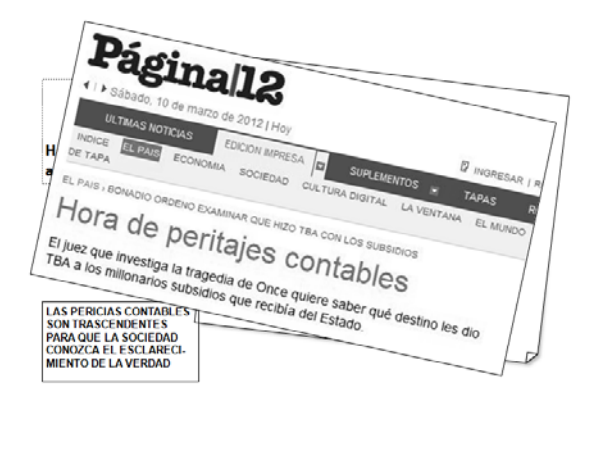 Página|12
Sábado, 10 de marzo de 2012 | Hoy
ULTIMAS NOTICIAS EDICION IMPRESA SUPLEMENTOS TAPAS
INGRESAR |
INDICE EL PAIS ECONOMIA SOCIEDAD CULTURA DIGITAL LA VENTANA EL MUNDO
DE TAPA
EL PAIS › BONADIO ORDENO EXAMINAR QUE HIZO TBA CON LOS SUBSIDIOS
Hora de peritajes contables
El juez que investiga la tragedia de Once quiere saber qué destino les dio
TBA a los millonarios subsidios que recibía del Estado.
LAS PERICIAS CONTABLES
SON TRASCENDENTES
PARA QUE LA SOCIEDAD
CONOZCA EL ESCLARECI-
MIENTO DE LA VERDAD